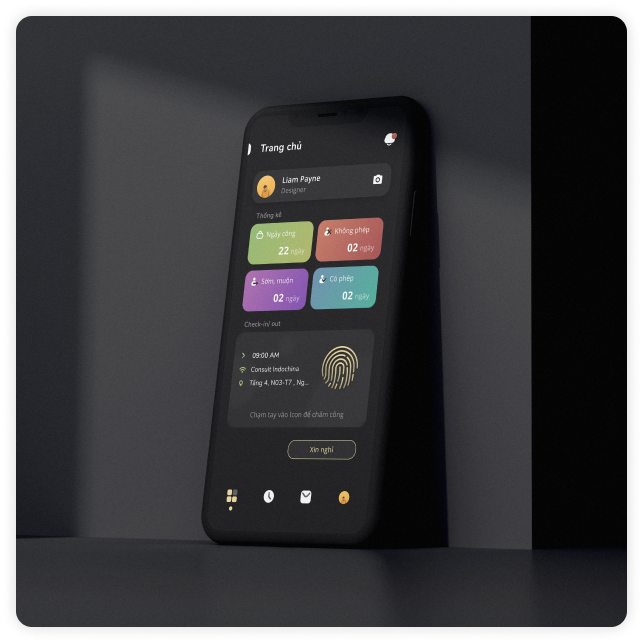 Trang chủ
Liam Payne
Designer
Thống kê
Ngày công
22 ngày
Không phép
02 ngày
Sớm, muộn
02 ngày
Có phép
02 ngày
Check-in/ out
09:00 AM
Consult Indochina
Tầng 4, N03-T7 , Ng...
Chạm tay vào Icon để chấm công
Xin nghỉ